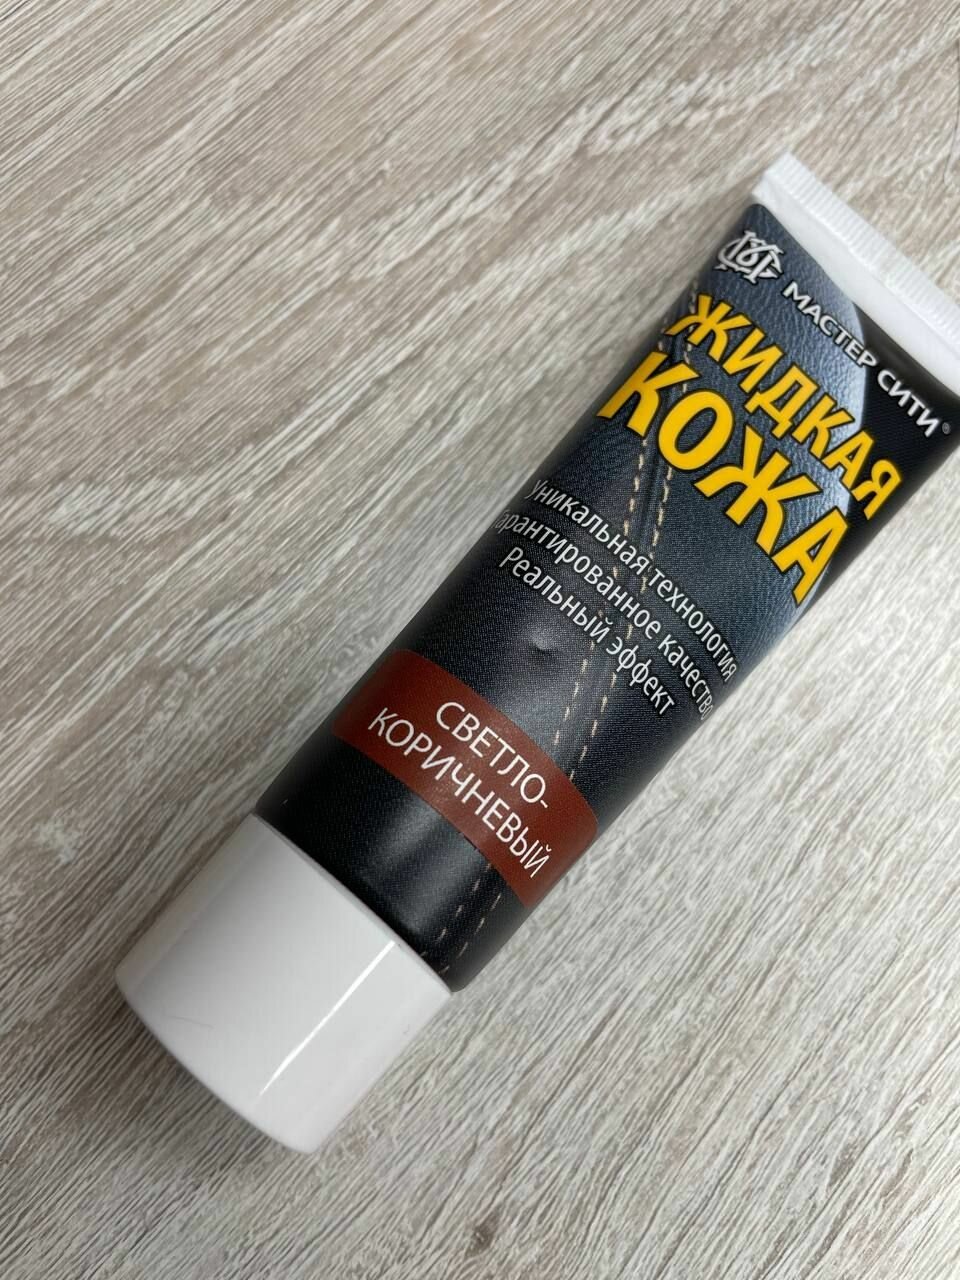 МАСТЕР СИТИ®
ЖИДКАЯ
КОЖА
Уникальная технология
Гарантированное качество
Реальный эффект
СВЕТЛО-
КОРИЧНЕВЫЙ